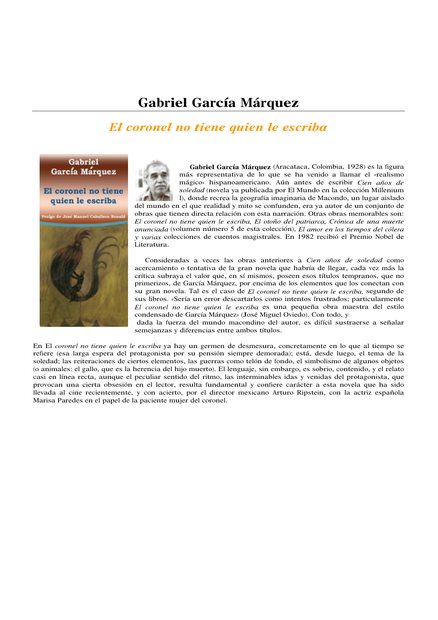 Gabriel García Márquez
El coronel no tiene quien le escriba
Gabriel
García Márquez
El coronel no tiene
quien le escriba
Prólogo de José Manuel Caballero Bonald
Gabriel García Márquez (Aracataca, Colombia, 1928) es la figura
más representativa de lo que se ha venido a llamar el «realismo
mágico» hispanoamericano. Aún antes de escribir Cien años de
soledad (novela ya publicada por El Mundo en la colección Millenium
I), donde recrea la geografía imaginaria de Macondo, un lugar aislado
del mundo en el que realidad y mito se confunden, era ya autor de un conjunto de
obras que tienen directa relación con esta narración. Otras obras memorables son:
El coronel no tiene quien le escriba, El otoño del patriarca, Crónica de una muerte
anunciada (volumen número 5 de esta colección), El amor en los tiempos del cólera
y varias colecciones de cuentos magistrales. En 1982 recibió el Premio Nobel de
Literatura.
Consideradas a veces las obras anteriores a Cien años de soledad como
acercamiento o tentativa de la gran novela que habría de llegar, cada vez más la
crítica subraya el valor que, en sí mismos, poseen esos títulos tempranos, que no
primerizos, de García Márquez, por encima de los elementos que los conectan con
su gran novela. Tal es el caso de El coronel no tiene quien le escriba, segundo de
sus libros. «Sería un error descartarlos como intentos frustrados; particularmente
El coronel no tiene quien le escriba es una pequeña obra maestra del estilo
condensado de García Márquez» (José Miguel Oviedo). Con todo, y
dada la fuerza del mundo macondino del autor, es difícil sustraerse a señalar
semejanzas y diferencias entre ambos títulos.
En El coronel no tiene quien le escriba ya hay un germen de desmesura, concretamente en lo que al tiempo se
refiere (esa larga espera del protagonista por su pensión siempre demorada); está, desde luego, el tema de la
soledad; las reiteraciones de ciertos elementos, las guerras como telón de fondo, el simbolismo de algunos objetos
(o animales: el gallo, que es la herencia del hijo muerto). El lenguaje, sin embargo, es sobrio, contenido, y el relato
casi en línea recta, aunque el peculiar sentido del ritmo, las interminables idas y venidas del protagonista, que
provocan una cierta obsesión en el lector, resulta fundamental y confiere carácter a esta novela que ha sido
llevada al cine recientemente, y con acierto, por el director mexicano Arturo Ripstein, con la actriz española
Marisa Paredes en el papel de la paciente mujer del coronel.